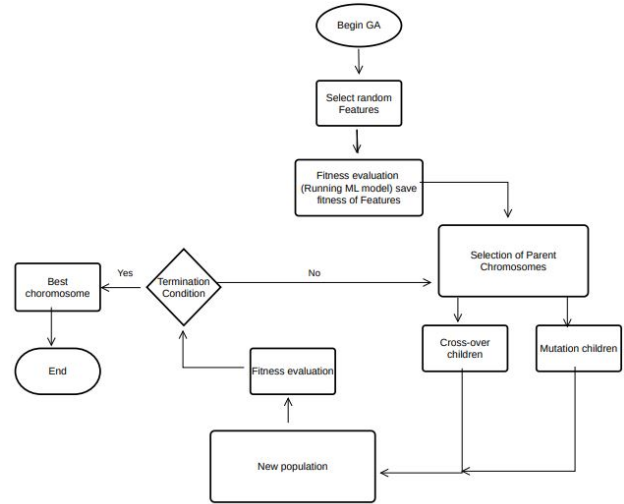 Begin GA
Select random
Features
Fitness evaluation
(Running ML model) save
fitness of Features
Selection of Parent
Chromosomes
Best
choromosome
Yes
Termination
Condition
No
Cross-over
children
Mutation children
End
Fitness evaluation
New population